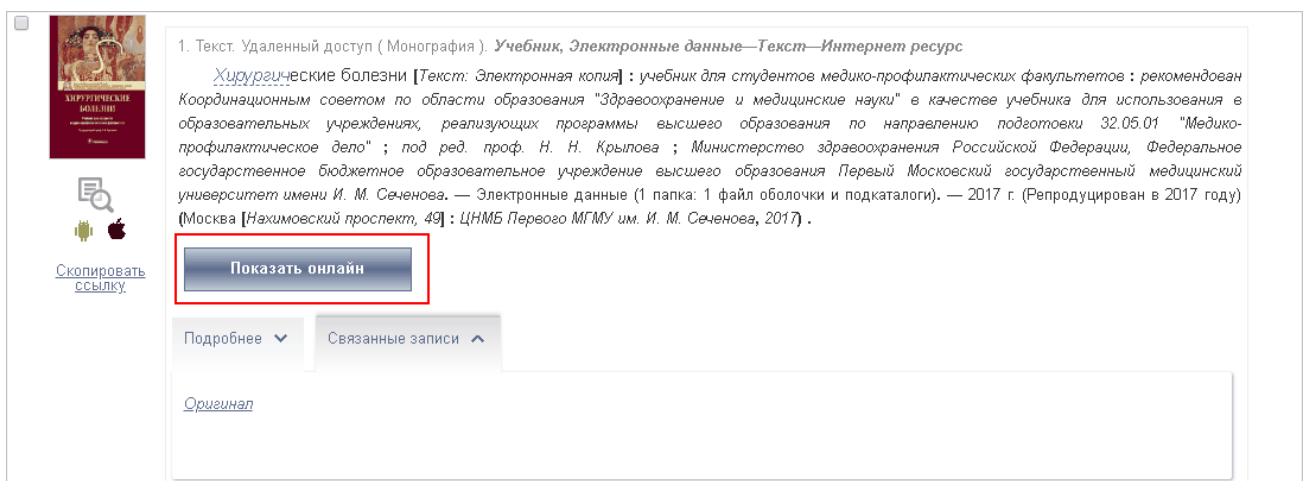 ХИРУРГИЧЕСКИЕ
БОЛЕЗНИ
Скопировать
ссылку
1. Текст. Удаленный доступ ( Монография ). Учебник, Электронные данные—Текст—Интернет ресурс
Хирургические болезни [Текст: Электронная копия] : учебник для студентов медико-профилактических факультетов : рекомендован
Координационным советом по области образования "Здравоохранение и медицинские науки" в качестве учебника для использования в
образовательных учреждениях, реализующих программы высшего образования по направлению подготовки 32.05.01 "Медико-
профилактическое дело" ; под ред. проф. Н. Н. Крылова ; Министерство здравоохранения Российской Федерации, Федеральное
государственное бюджетное образовательное учреждение высшего образования Первый Московский государственный медицинский
университет имени И. М. Сеченова. — Электронные данные (1 папка: 1 файл оболочки и подкаталоги). — 2017 г. (Репродуцирован в 2017 году)
(Москва [Нахимовский проспект, 49] : ЦНМБ Первого МГМУ им. И. М. Сеченова, 2017) .
Показать онлайн
Подробнее
Связанные записи
Оригинал